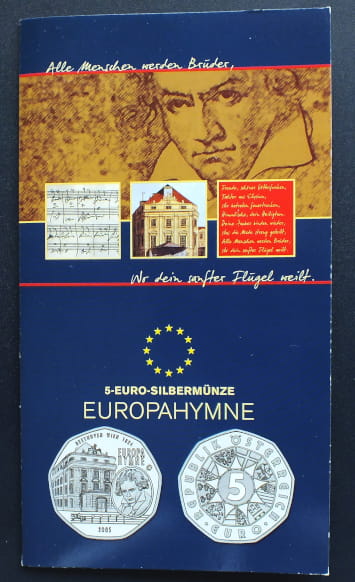 Alle Menschen werden Brüder,
Freude, schöner Götterfunken,
Tochter aus Elysium,
Wir betreten feuertrunken,
Himmlische, dein Heiligtum.
Deine Zauber binden wieder,
was die Mode streng geteilt,
Alle Menschen werden Brüder,
Wo dein sanfter Flügel weilt.
Wo dein sanfter Flügel weilt.
5-EURO-SILBERMÜNZE
EUROPAHYMNE
BEETHOVEN WIEN 1824
EUROPA
HYMNE
2005
REPUBLIK ÖSTERREICH
5
EURO